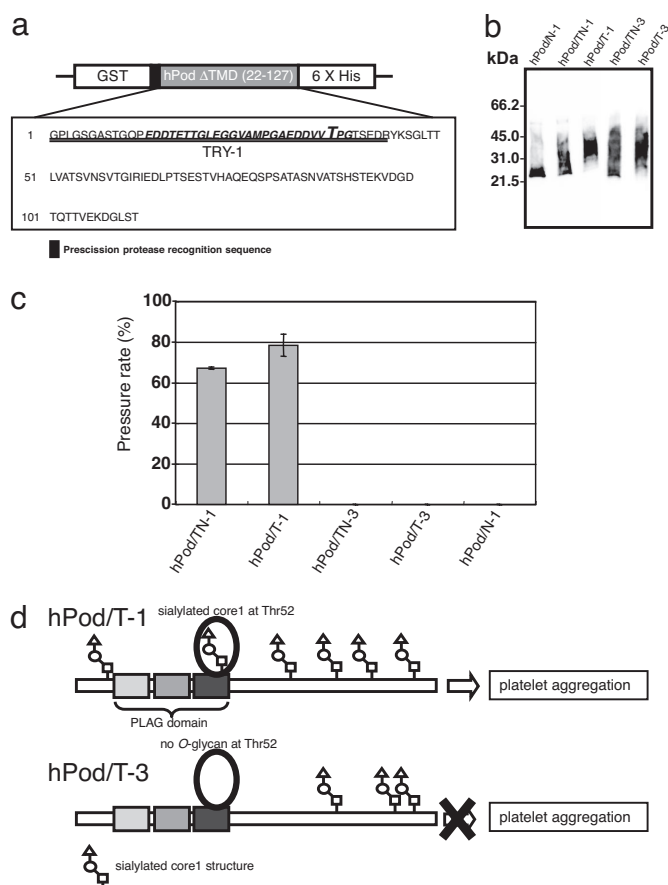 a
GST
hPod ΔTMD (22-127)
6 X His
1 GPLGSGASTGQPEDDTETTGLEGGVAMPGAEDDVVTPGTSEDRYKSGLTT
TRY-1
51 LVATSVNSVTGIRIEDLPTSESTVHAQEQSPSATASNVATSHSTEKVDGD
101 TQTTVEKDGLST
Prescission protease recognition sequence
b
kDa
hPod/N-1
hPod/TN-1
hPod/T-1
hPod/TN-3
hPod/T-3
66.2
45.0
31.0
21.5
c
Pressure rate (%)
100
80
60
40
20
0
hPod/TN-1
hPod/T-1
hPod/TN-3
hPod/T-3
hPod/N-1
d
hPod/T-1
sialylated core1 at Thr52
platelet aggregation
PLAG domain
no O-glycan at Thr52
hPod/T-3
platelet aggregation
sialylated core1 structure